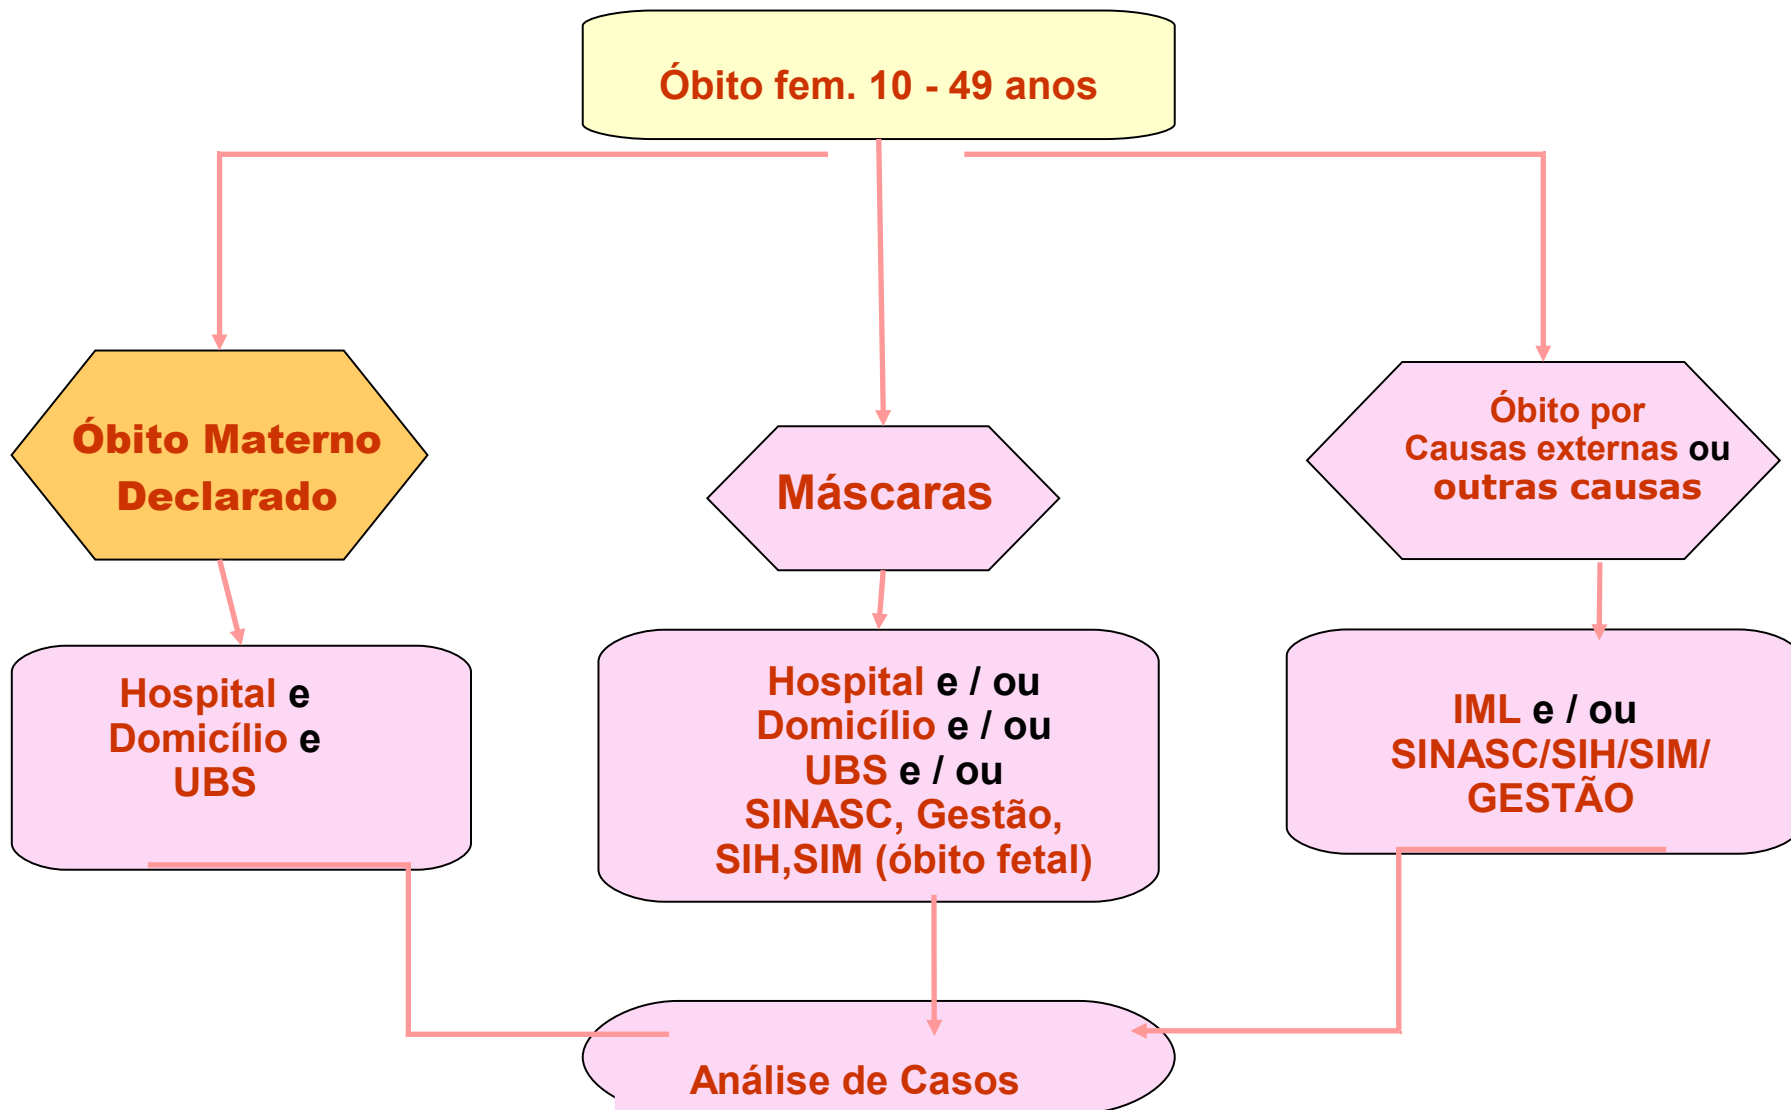 Óbito fem. 10 - 49 anos
Óbito Materno
Declarado
Máscaras
Óbito por
Causas externas ou
outras causas
Hospital e
Domicílio e
UBS
Hospital e / ou
Domicílio e / ou
UBS e / ou
SINASC, Gestão,
SIH,SIM (óbito fetal)
IML e / ou
SINASC/SIH/SIM/
GESTÃO
Análise de Casos